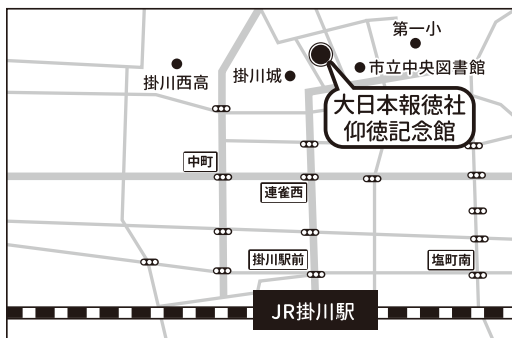 第一小
市立中央図書館
掛川城
掛川西高
大日本報徳社
仰徳記念館
中町
連雀西
掛川駅前
塩町南
JR掛川駅